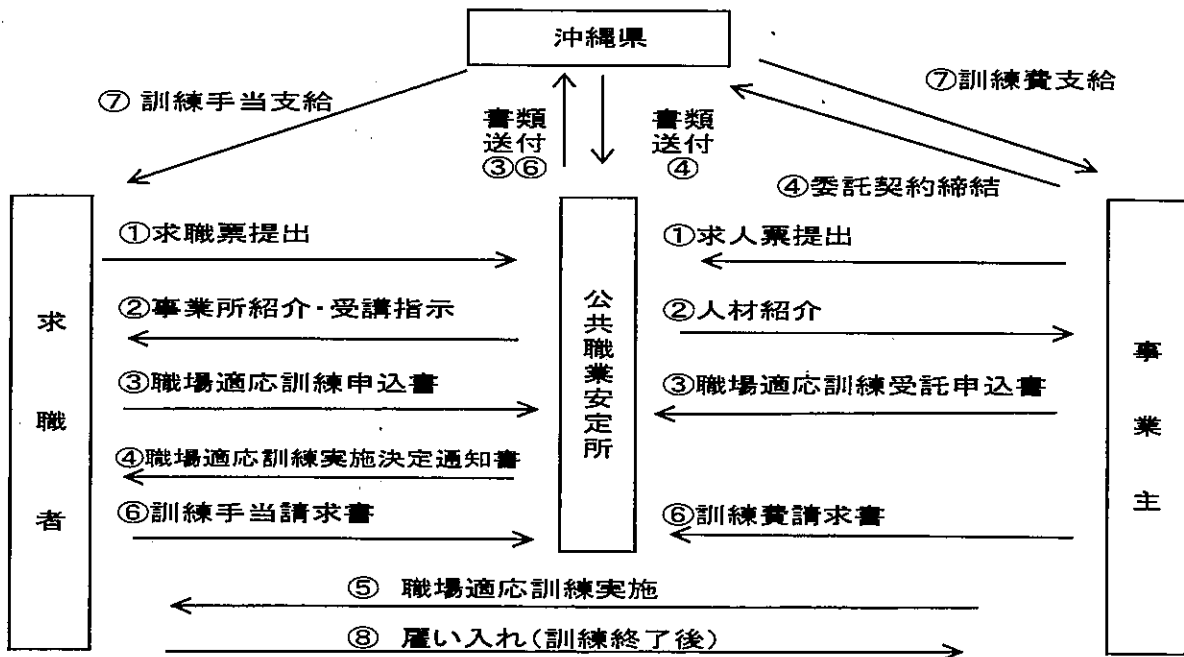 沖縄県
⑦ 訓練手当支給
⑦訓練費支給
書類
送付
③⑥
書類
送付
④
④委託契約締結
①求職票提出
①求人票提出
②事業所紹介・受講指示
②人材紹介
③職場適応訓練申込書
③職場適応訓練受託申込書
④職場適応訓練実施決定通知書
⑥訓練手当請求書
⑥訓練費請求書
求職者
公共職業安定所
事業主
⑤ 職場適応訓練実施
⑧ 雇い入れ(訓練終了後)